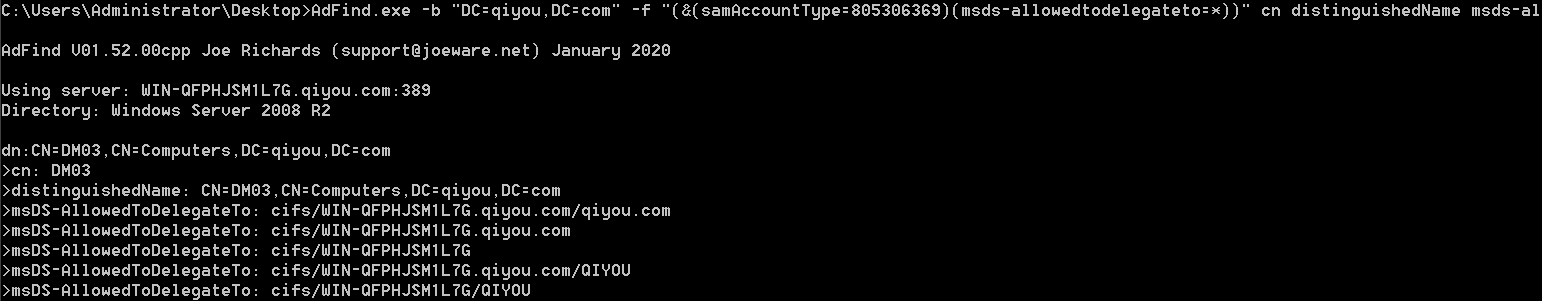 C:\Users\Administrator\Desktop>AdFind.exe -b "DC=qiyou,DC=com" -f "(&(samAccountType=805306369)(msds-allowedtodelegateto=*))" cn distinguishedName msds-al
AdFind V01.52.00cpp Joe Richards (support@joeware.net) January 2020
Using server: WIN-QFPHJSM1L7G.qiyou.com:389
Directory: Windows Server 2008 R2
dn:CN=DM03,CN=Computers,DC=qiyou,DC=com
>cn: DM03
>distinguishedName: CN=DM03,CN=Computers,DC=qiyou,DC=com
>msDS-AllowedToDelegateTo: cifs/WIN-QFPHJSM1L7G.qiyou.com/qiyou.com
>msDS-AllowedToDelegateTo: cifs/WIN-QFPHJSM1L7G.qiyou.com
>msDS-AllowedToDelegateTo: cifs/WIN-QFPHJSM1L7G
>msDS-AllowedToDelegateTo: cifs/WIN-QFPHJSM1L7G.qiyou.com/QIYOU
>msDS-AllowedToDelegateTo: cifs/WIN-QFPHJSM1L7G/QIYOU